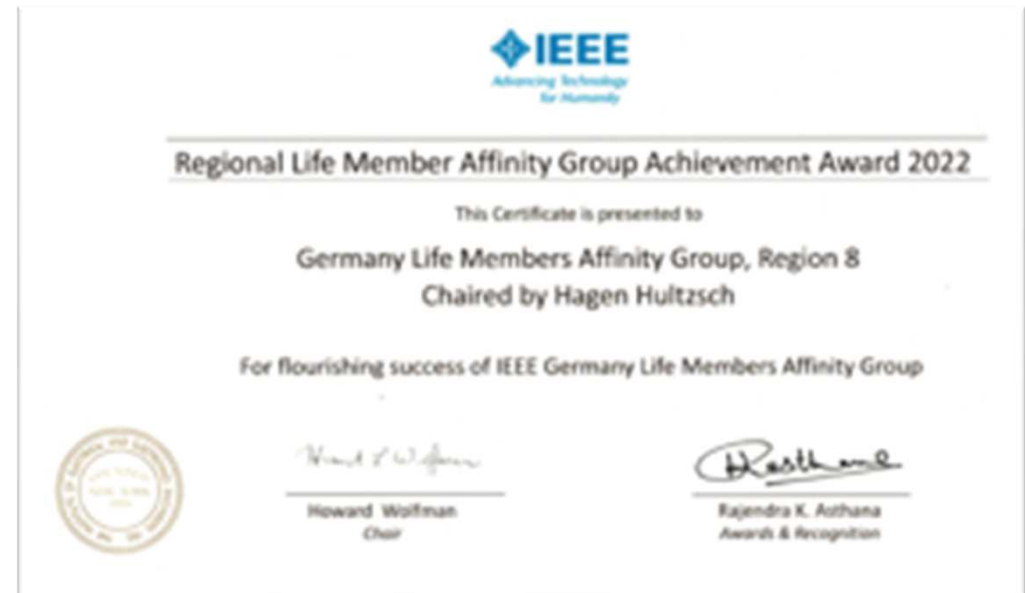 IEEE
Advancing Technology
for Humanity
Regional Life Member Affinity Group Achievement Award 2022
This Certificate is presented to
Germany Life Members Affinity Group, Region 8
Chaired by Hagen Hultzsch
For flourishing success of IEEE Germany Life Members Affinity Group
Howard Wolfman
Chair
Rajendra K. Asthana
Awards & Recognition